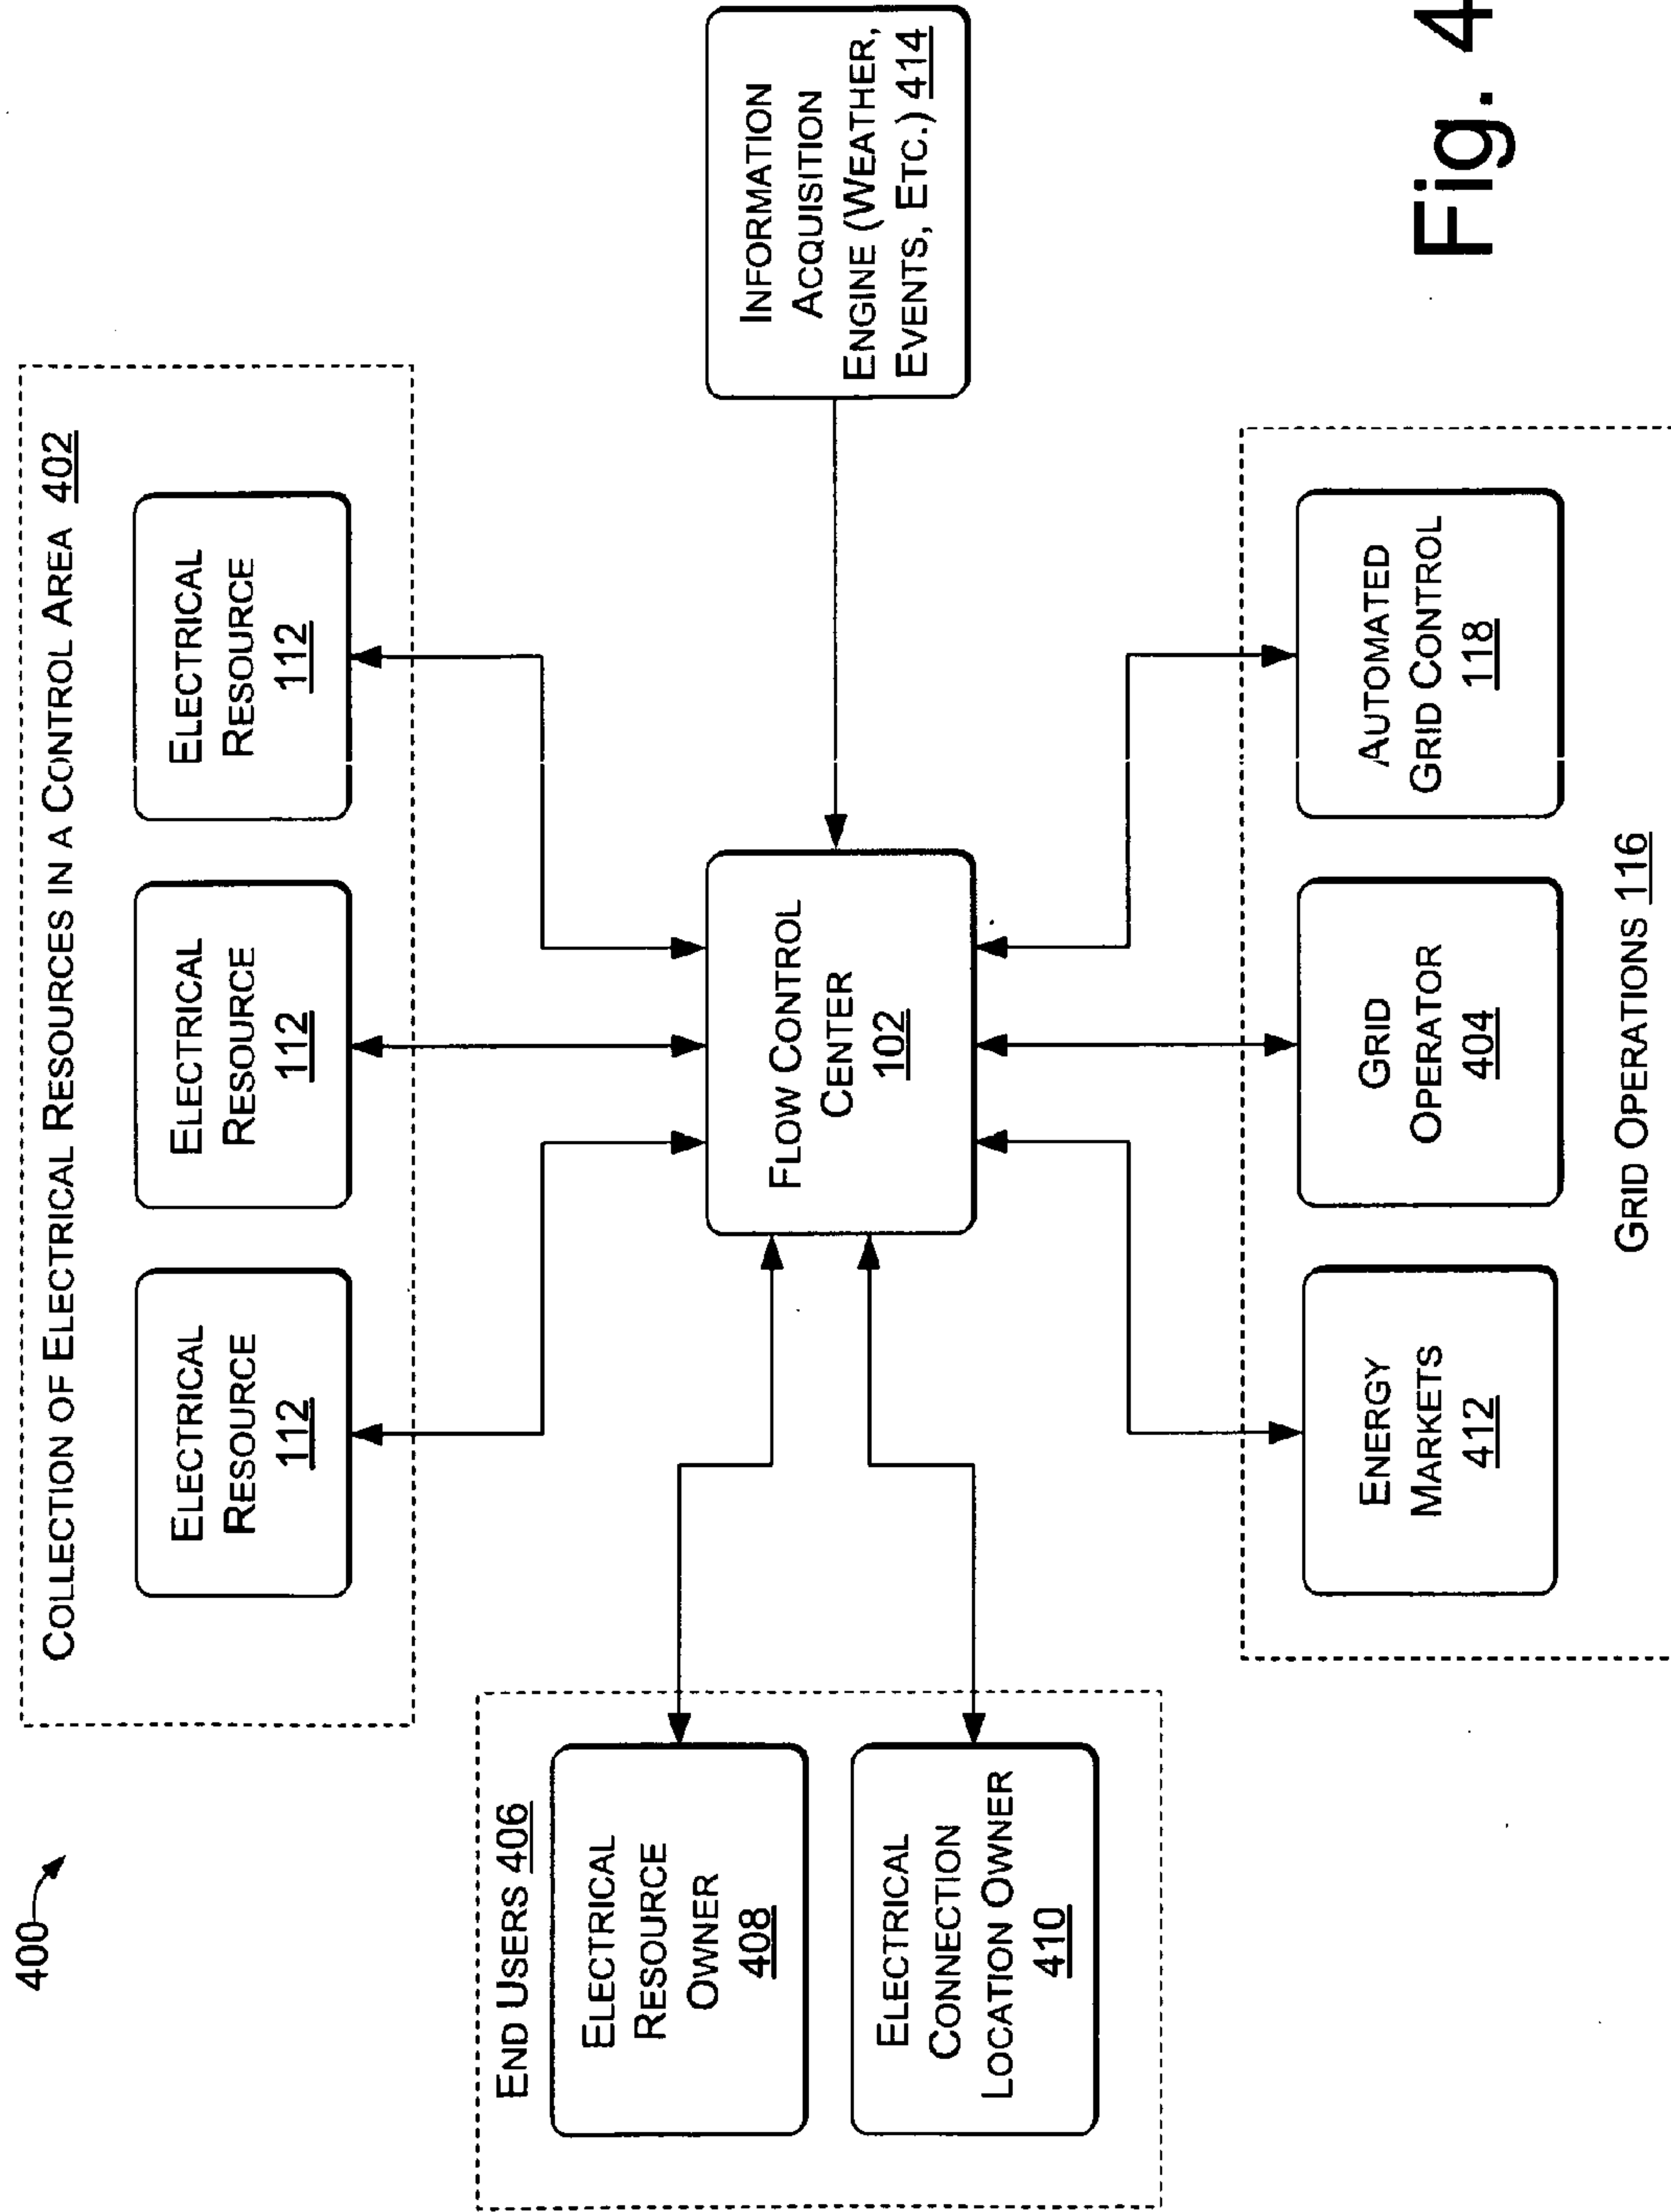 400
COLLECTION OF ELECTRICAL RESOURCES IN A CONTROL AREA 402
ELECTRICAL
RESOURCE
112
ELECTRICAL
RESOURCE
112
ELECTRICAL
RESOURCE
112
END USERS 406
ELECTRICAL
RESOURCE
OWNER
408
ELECTRICAL
CONNECTION
LOCATION OWNER
410
FLOW CONTROL
CENTER
102
INFORMATION
ACQUISITION
ENGINE (WEATHER,
EVENTS, ETC.) 414
ENERGY
MARKETS
412
GRID
OPERATOR
404
AUTOMATED
GRID CONTROL
118
GRID OPERATIONS 116
Fig. 4